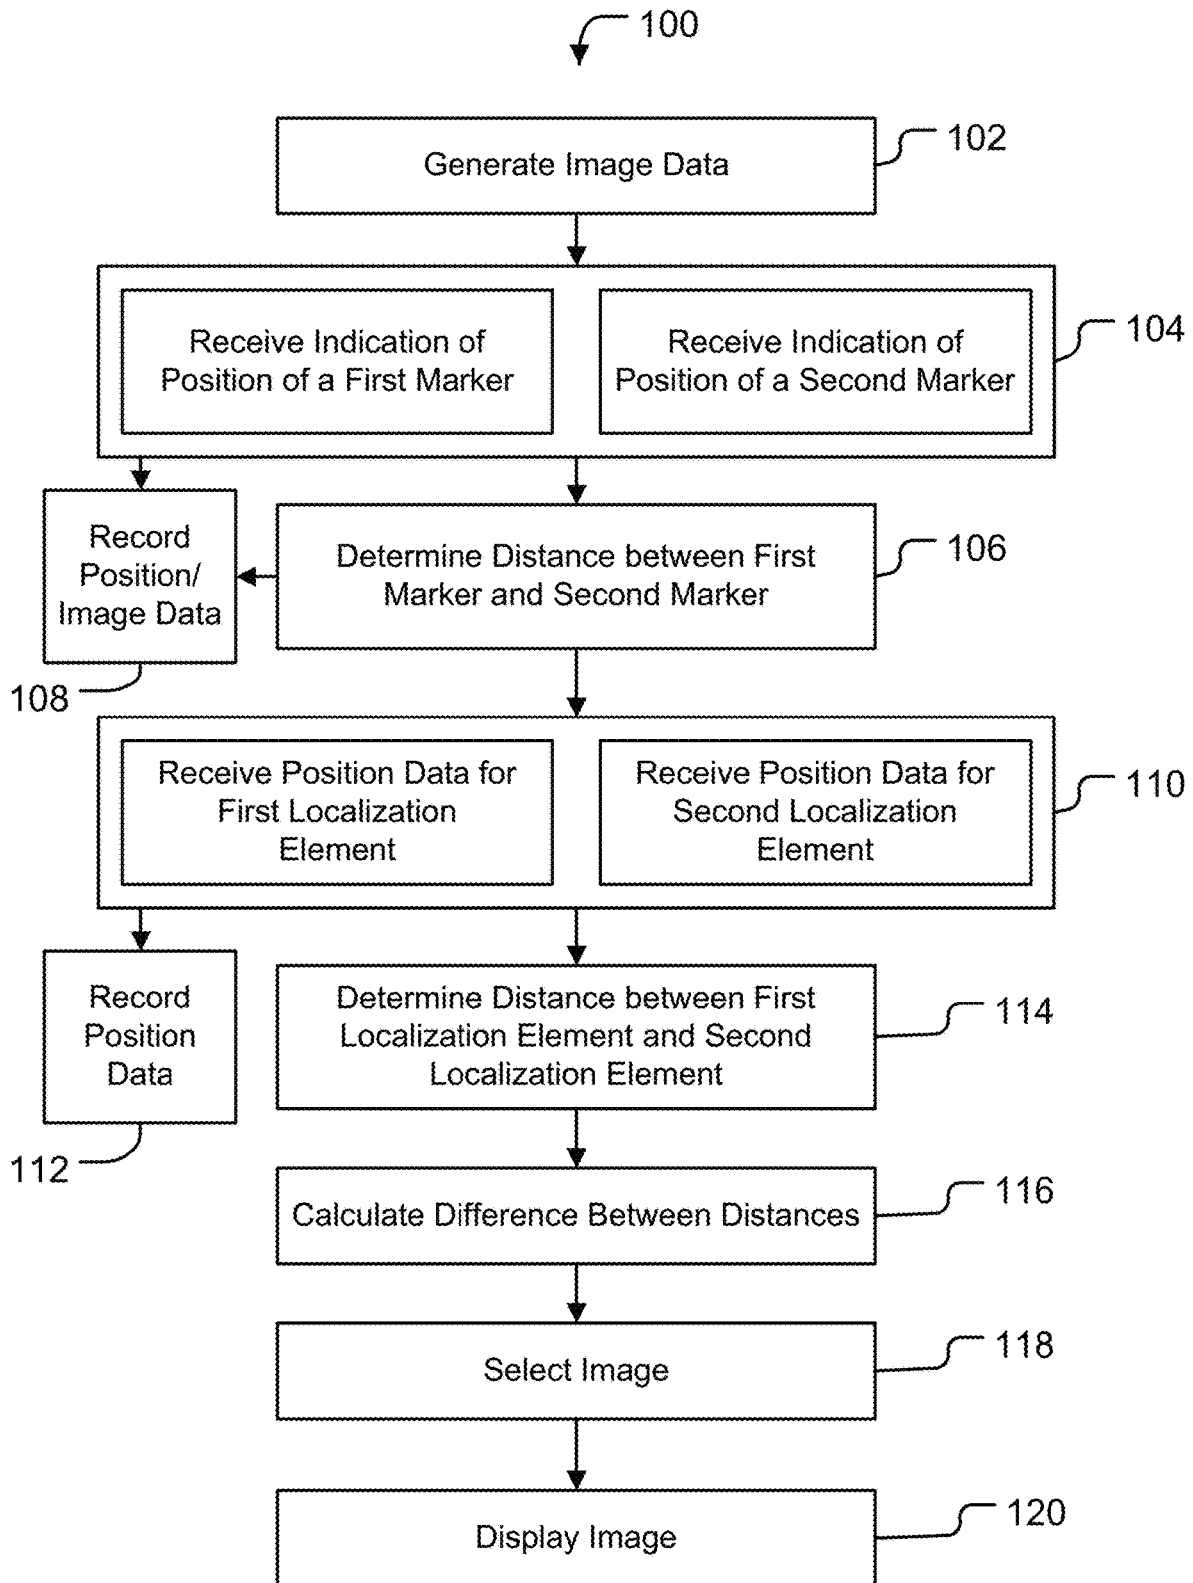 100
Generate Image Data
102
Receive Indication of
Position of a First Marker
Receive Indication of
Position of a Second Marker
104
Record
Position/
Image Data
108
Determine Distance between First
Marker and Second Marker
106
Receive Position Data for
First Localization
Element
Receive Position Data for
Second Localization
Element
110
Record
Position
Data
112
Determine Distance between First
Localization Element and Second
Localization Element
114
Calculate Difference Between Distances
116
Select Image
118
Display Image
120